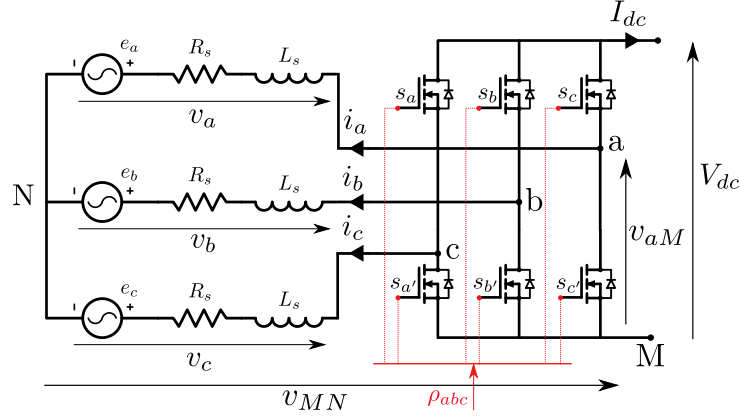 I_dc
- e_a + R_s L_s
s_a s_b s_c
v_a
i_a a
V_dc
- e_b + R_s L_s i_b
N b
v_b i_c v_aM
c
- e_c + R_s L_s s_a' s_b' s_c'
v_c M
v_MN ρ_abc